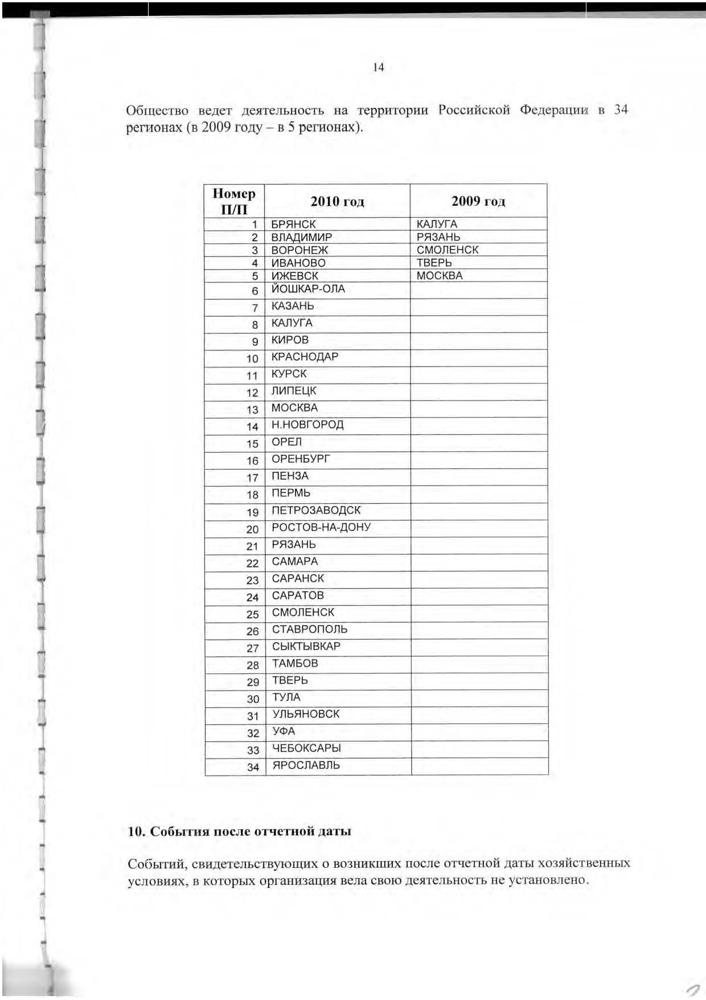 14
Общество ведет деятельность на территории Российской Федерации в 34
регионах (в 2009 году – в 5 регионах).
Номер П/П 2010 год 2009 год
1 БРЯНСК КАЛУГА
2 ВЛАДИМИР РЯЗАНЬ
3 ВОРОНЕЖ СМОЛЕНСК
4 ИВАНОВО ТВЕРЬ
5 ИЖЕВСК МОСКВА
6 ЙОШКАР-ОЛА
7 КАЗАНЬ
8 КАЛУГА
9 КИРОВ
10 КРАСНОДАР
11 КУРСК
12 ЛИПЕЦК
13 МОСКВА
14 Н.НОВГОРОД
15 ОРЕЛ
16 ОРЕНБУРГ
17 ПЕНЗА
18 ПЕРМЬ
19 ПЕТРОЗАВОДСК
20 РОСТОВ-НА-ДОНУ
21 РЯЗАНЬ
22 САМАРА
23 САРАНСК
24 САРАТОВ
25 СМОЛЕНСК
26 СТАВРОПОЛЬ
27 СЫКТЫВКАР
28 ТАМБОВ
29 ТВЕРЬ
30 ТУЛА
31 УЛЬЯНОВСК
32 УФА
33 ЧЕБОКСАРЫ
34 ЯРОСЛАВЛЬ
10. События после отчетной даты
Событий, свидетельствующих о возникших после отчетной даты хозяйственных
условиях, в которых организация вела свою деятельность не установлено.